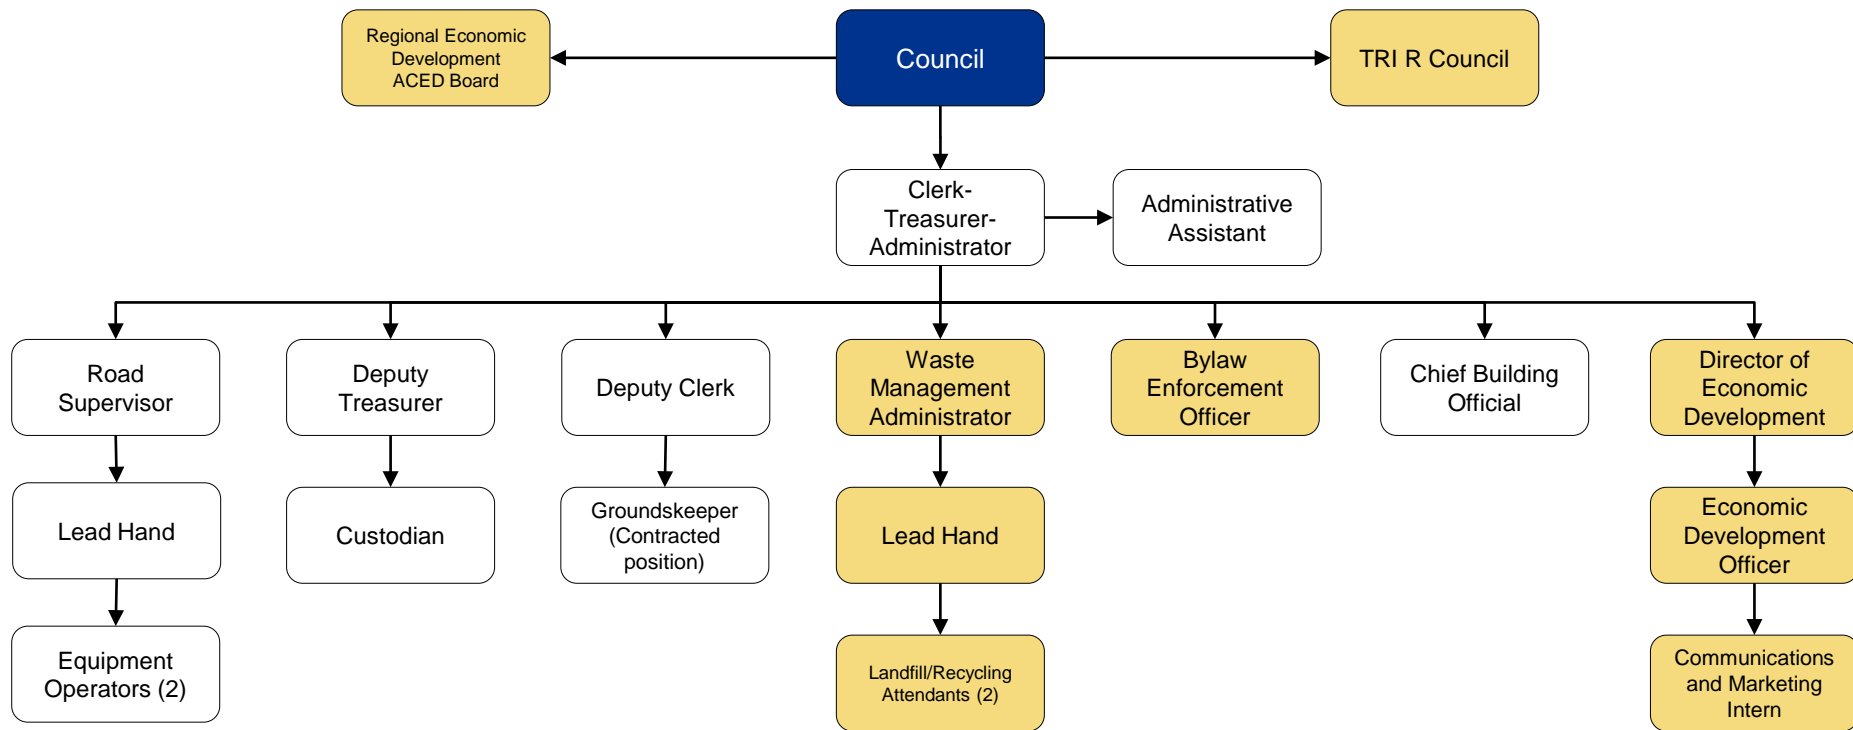 Regional Economic
Development
ACED Board
Council
TRI R Council
Clerk-
Treasurer-
Administrator
Administrative
Assistant
Road
Supervisor
Deputy
Treasurer
Deputy Clerk
Waste
Management
Administrator
Bylaw
Enforcement
Officer
Chief Building
Official
Director of
Economic
Development
Lead Hand
Custodian
Groundskeeper
(Contracted
position)
Lead Hand
Economic
Development
Officer
Equipment
Operators (2)
Landfill/Recycling
Attendants (2)
Communications
and Marketing
Intern